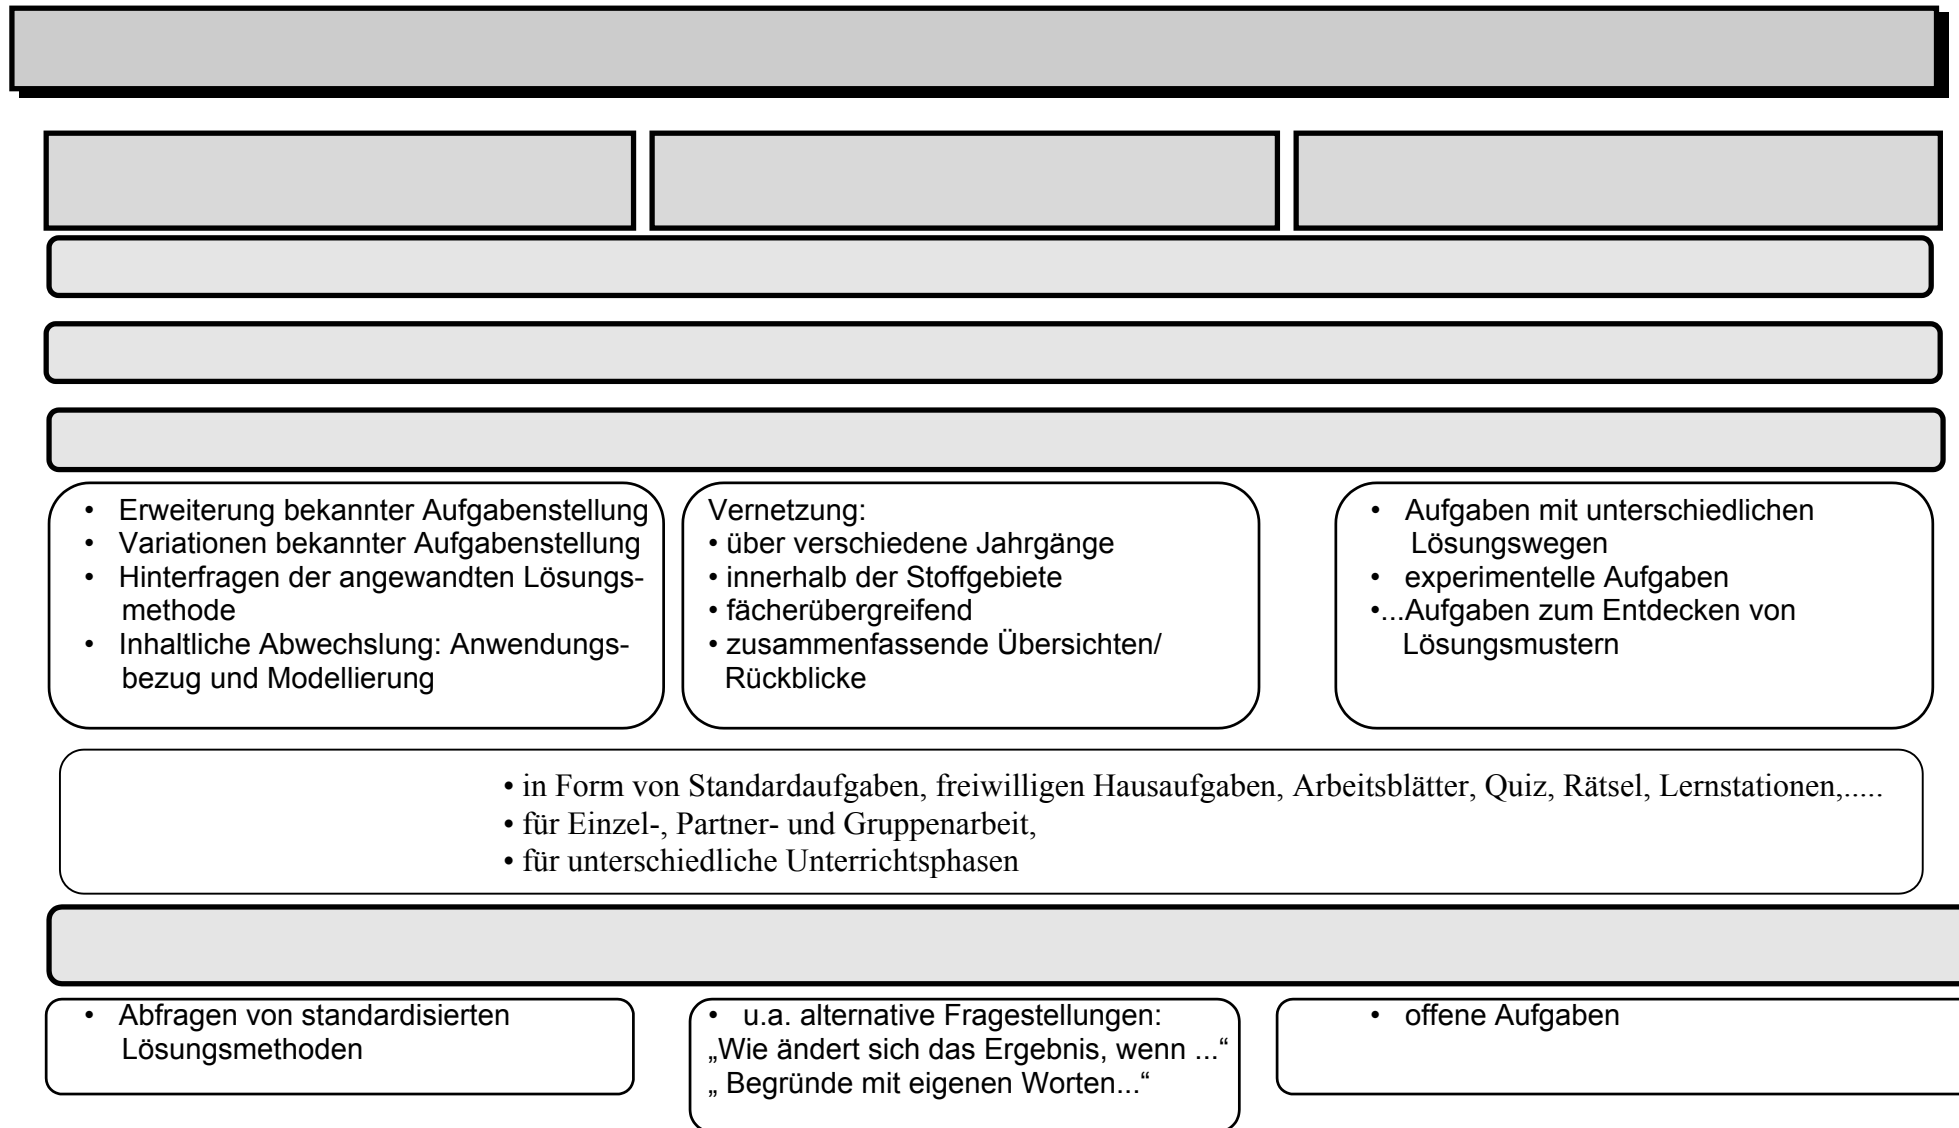 • Erweiterung bekannter Aufgabenstellung
• Variationen bekannter Aufgabenstellung
• Hinterfragen der angewandten Lösungs-
methode
• Inhaltliche Abwechslung: Anwendungs-
bezug und Modellierung
Vernetzung:
• über verschiedene Jahrgänge
• innerhalb der Stoffgebiete
• fächerübergreifend
• zusammenfassende Übersichten/
Rückblicke
• Aufgaben mit unterschiedlichen
Lösungswegen
• experimentelle Aufgaben
•...Aufgaben zum Entdecken von
Lösungsmustern
• in Form von Standardaufgaben, freiwilligen Hausaufgaben, Arbeitsblätter, Quiz, Rätsel, Lernstationen,.....
• für Einzel-, Partner- und Gruppenarbeit,
• für unterschiedliche Unterrichtsphasen
• Abfragen von standardisierten
Lösungsmethoden
• u.a. alternative Fragestellungen:
„Wie ändert sich das Ergebnis, wenn ...“
„ Begründe mit eigenen Worten...“
• offene Aufgaben